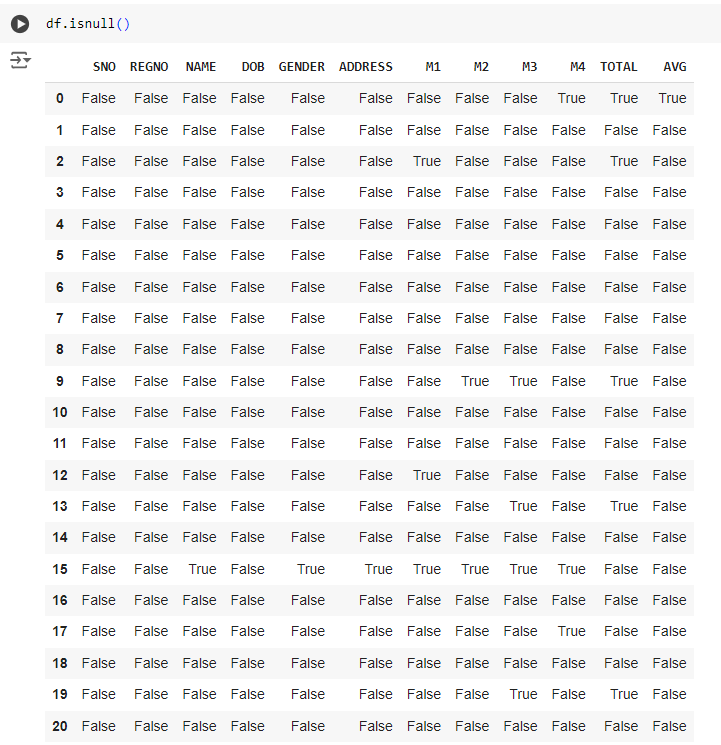 df.isnull()
SNO REGNO NAME DOB GENDER ADDRESS M1 M2 M3 M4 TOTAL AVG
0 False False False False False False False False False True True True
1 False False False False False False False False False False False False
2 False False False False False False True False False False True False
3 False False False False False False False False False False False False
4 False False False False False False False False False False False False
5 False False False False False False False False False False False False
6 False False False False False False False False False False False False
7 False False False False False False False False False False False False
8 False False False False False False False False False False False False
9 False False False False False False False True True False True False
10 False False False False False False False False False False False False
11 False False False False False False False False False False False False
12 False False False False False False True False False False False False
13 False False False False False False False False True False True False
14 False False False False False False False False False False False False
15 False False True False True True True True True True False False
16 False False False False False False False False False False False False
17 False False False False False False False False False True False False
18 False False False False False False False False False False False False
19 False False False False False False False False True False True False
20 False False False False False False False False False False False False